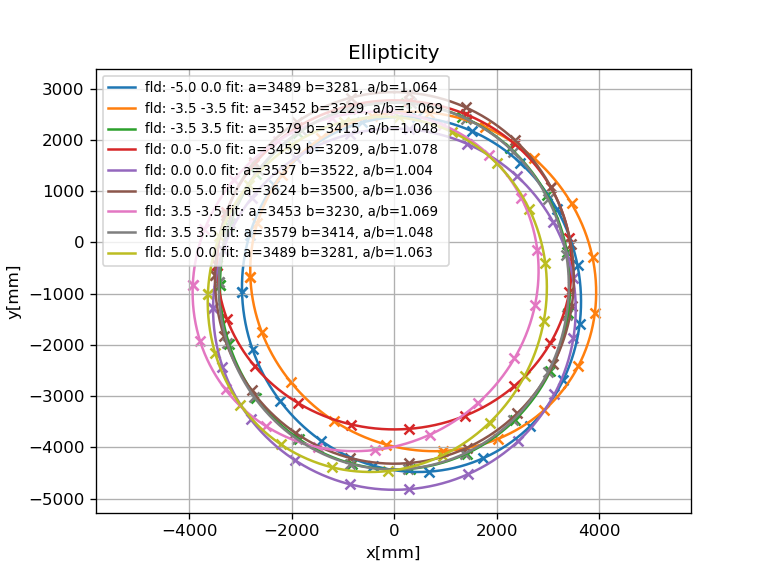 Ellipticity
fld: -5.0 0.0 fit: a=3489 b=3281, a/b=1.064
fld: -3.5 -3.5 fit: a=3452 b=3229, a/b=1.069
fld: -3.5 3.5 fit: a=3579 b=3415, a/b=1.048
fld: 0.0 -5.0 fit: a=3459 b=3209, a/b=1.078
fld: 0.0 0.0 fit: a=3537 b=3522, a/b=1.004
fld: 0.0 5.0 fit: a=3624 b=3500, a/b=1.036
fld: 3.5 -3.5 fit: a=3453 b=3230, a/b=1.069
fld: 3.5 3.5 fit: a=3579 b=3414, a/b=1.048
fld: 5.0 0.0 fit: a=3489 b=3281, a/b=1.063
3000
2000
1000
0
−1000
−2000
−3000
−4000
−5000
y[mm]
−4000 −2000 0 2000 4000
x[mm]